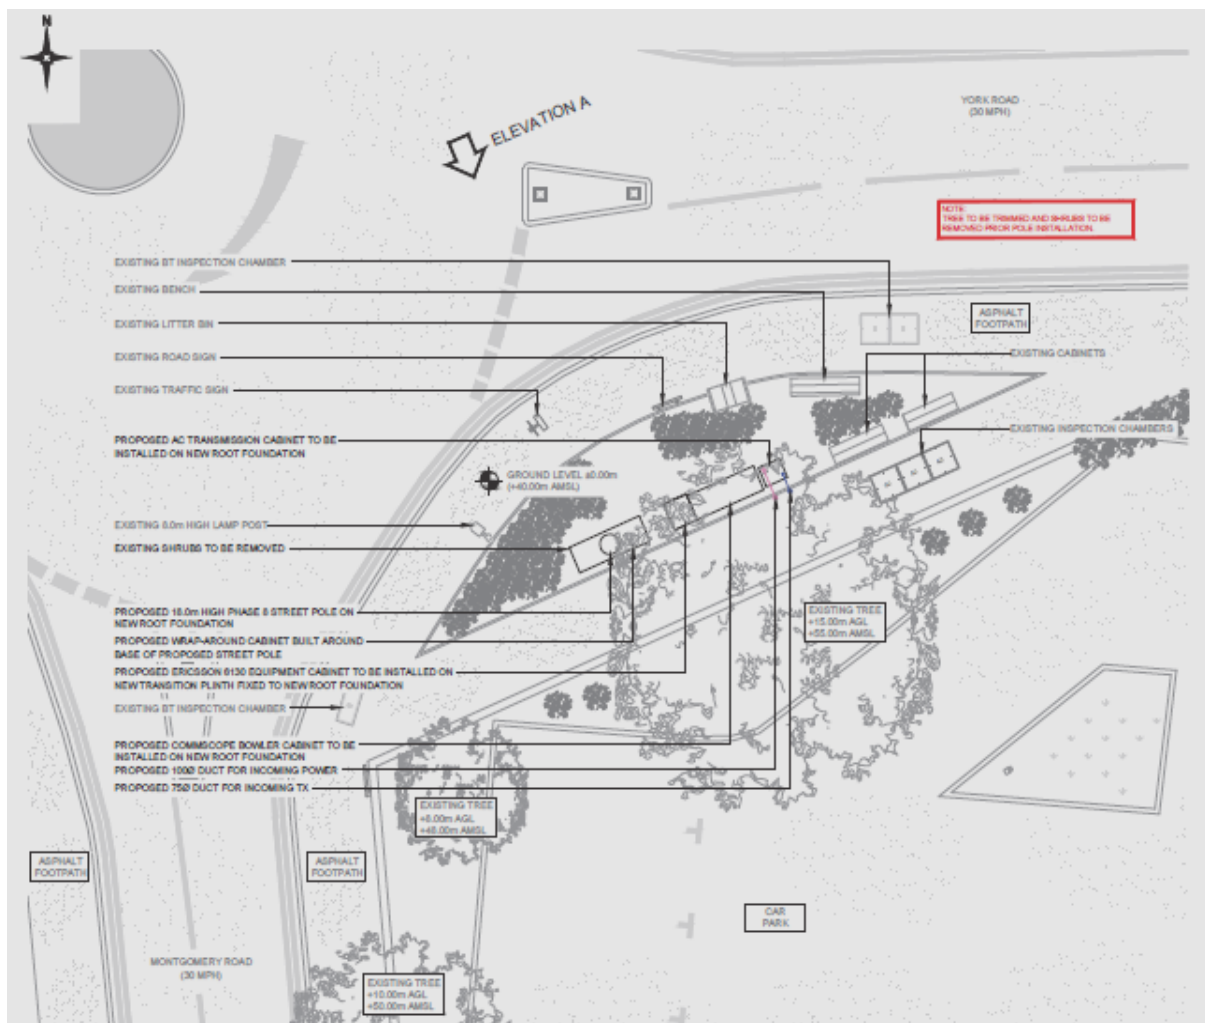 N
ELEVATION A
YORK ROAD
(30 MPH)
NOTE:
TREE TO BE TRIMMED AND SHRUBS TO BE
REMOVED PRIOR POLE INSTALLATION.
EXISTING BT INSPECTION CHAMBER
EXISTING BENCH
ASPHALT
FOOTPATH
EXISTING LITTER BIN
EXISTING ROAD SIGN
EXISTING CABINETS
EXISTING TRAFFIC SIGN
EXISTING INSPECTION CHAMBERS
PROPOSED AC TRANSMISSION CABINET TO BE
INSTALLED ON NEW ROOT FOUNDATION
GROUND LEVEL ±0.00m
(+40.00m AMSL)
EXISTING 8.0m HIGH LAMP POST
EXISTING SHRUBS TO BE REMOVED
PROPOSED 18.0m HIGH PHASE 8 STREET POLE ON
NEW ROOT FOUNDATION
EXISTING TREE
+15.00m AGL
+55.00m AMSL
PROPOSED WRAP-AROUND CABINET BUILT AROUND
BASE OF PROPOSED STREET POLE
PROPOSED ERICSSON 6130 EQUIPMENT CABINET TO BE INSTALLED ON
NEW TRANSITION PLINTH FIXED TO NEW ROOT FOUNDATION
EXISTING BT INSPECTION CHAMBER
PROPOSED COMMSCOPE BOWLER CABINET TO BE
INSTALLED ON NEW ROOT FOUNDATION
PROPOSED 100Ø DUCT FOR INCOMING POWER
PROPOSED 75Ø DUCT FOR INCOMING TX
EXISTING TREE
+8.00m AGL
+48.00m AMSL
ASPHALT
FOOTPATH
ASPHALT
FOOTPATH
CAR
PARK
MONTGOMERY ROAD
(30 MPH)
EXISTING TREE
+10.00m AGL
+50.00m AMSL